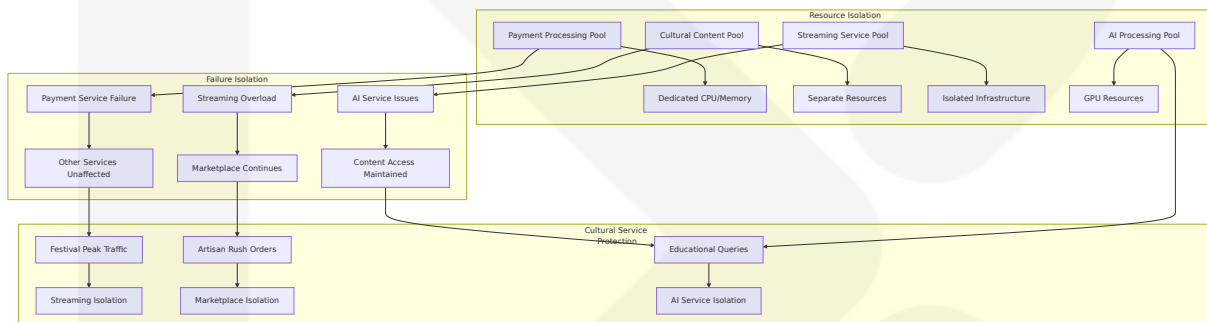 Resource Isolation
Payment Processing Pool
Cultural Content Pool
Streaming Service Pool
AI Processing Pool
Failure Isolation
Payment Service Failure
Streaming Overload
AI Service Issues
Dedicated CPU/Memory
Separate Resources
Isolated Infrastructure
GPU Resources
Other Services
Unaffected
Marketplace Continues
Content Access
Maintained
Cultural Service
Protection
Festival Peak Traffic
Artisan Rush Orders
Educational Queries
Streaming Isolation
Marketplace Isolation
AI Service Isolation